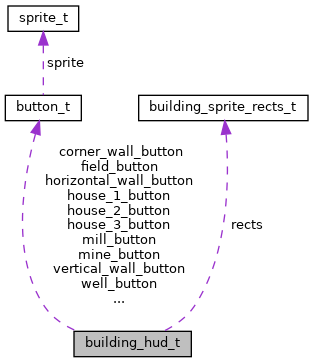 sprite_t
sprite
button_t
building_sprite_rects_t
corner_wall_button
field_button
horizontal_wall_button
house_1_button
house_2_button
house_3_button
rects
mill_button
mine_button
vertical_wall_button
well_button
...
building_hud_t